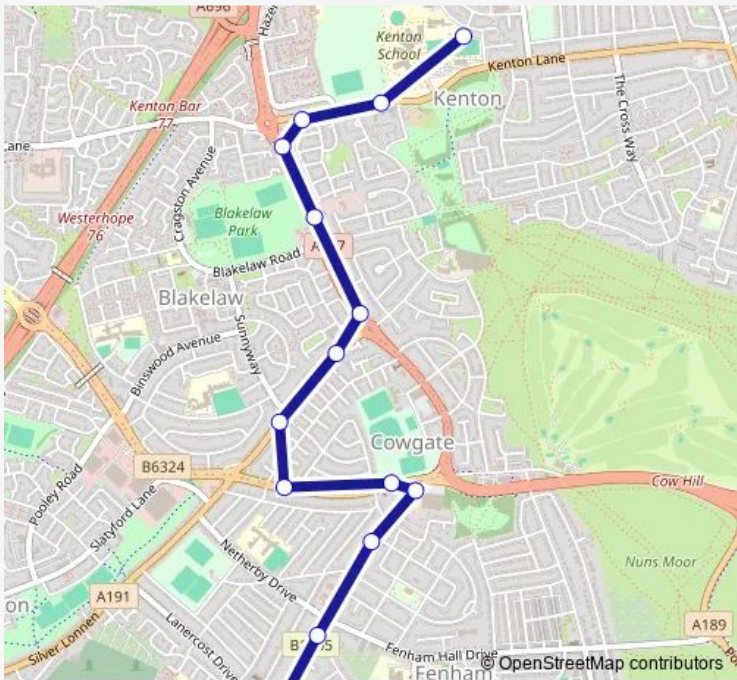 A696
Kenton
School
Kenton Lane
Kenton Bar
77
Kenton
The Cross Way
Cragston Avenue
Westerhope
76
Blakelaw
Park
Blakelaw Road
Blakelaw
Sunnyway
Binswood Avenue
Cowgate
B6324
Cow Hill
Pooley Road
Slatyford Lane
Netherby Drive
Nuns Moor
A191
Lanercost Drive
A189
Silver Lonnen
Fenham Hall Drive
Fenham
© OpenStreetMap contributors